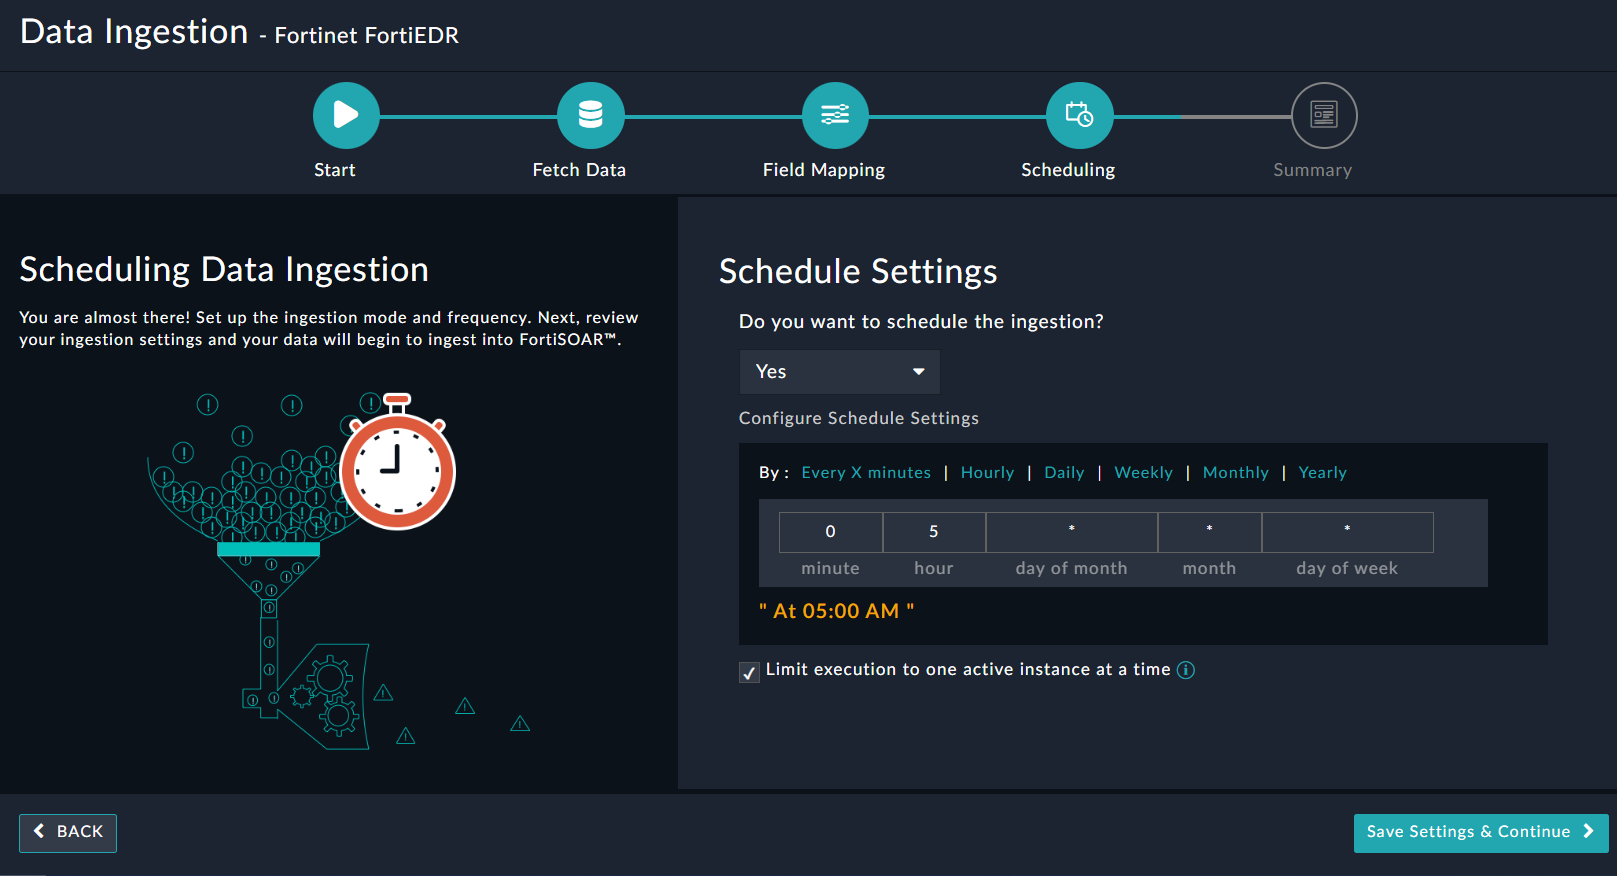 Data Ingestion - Fortinet FortiEDR
Start
Fetch Data
Field Mapping
Scheduling
Summary
Scheduling Data Ingestion
You are almost there! Set up the ingestion mode and frequency. Next, review
your ingestion settings and your data will begin to ingest into FortiSOAR™.
Schedule Settings
Do you want to schedule the ingestion?
Yes
Configure Schedule Settings
By : Every X minutes | Hourly | Daily | Weekly | Monthly | Yearly
0 5 * * *
minute hour day of month month day of week
" At 05:00 AM "
Limit execution to one active instance at a time
BACK
Save Settings & Continue